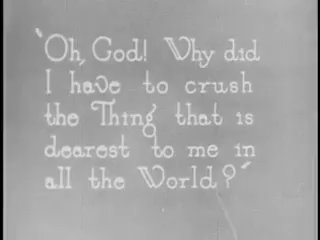 "Oh, God! Why did
I have to crush
the Thing that is
dearest to me in
all the World?"